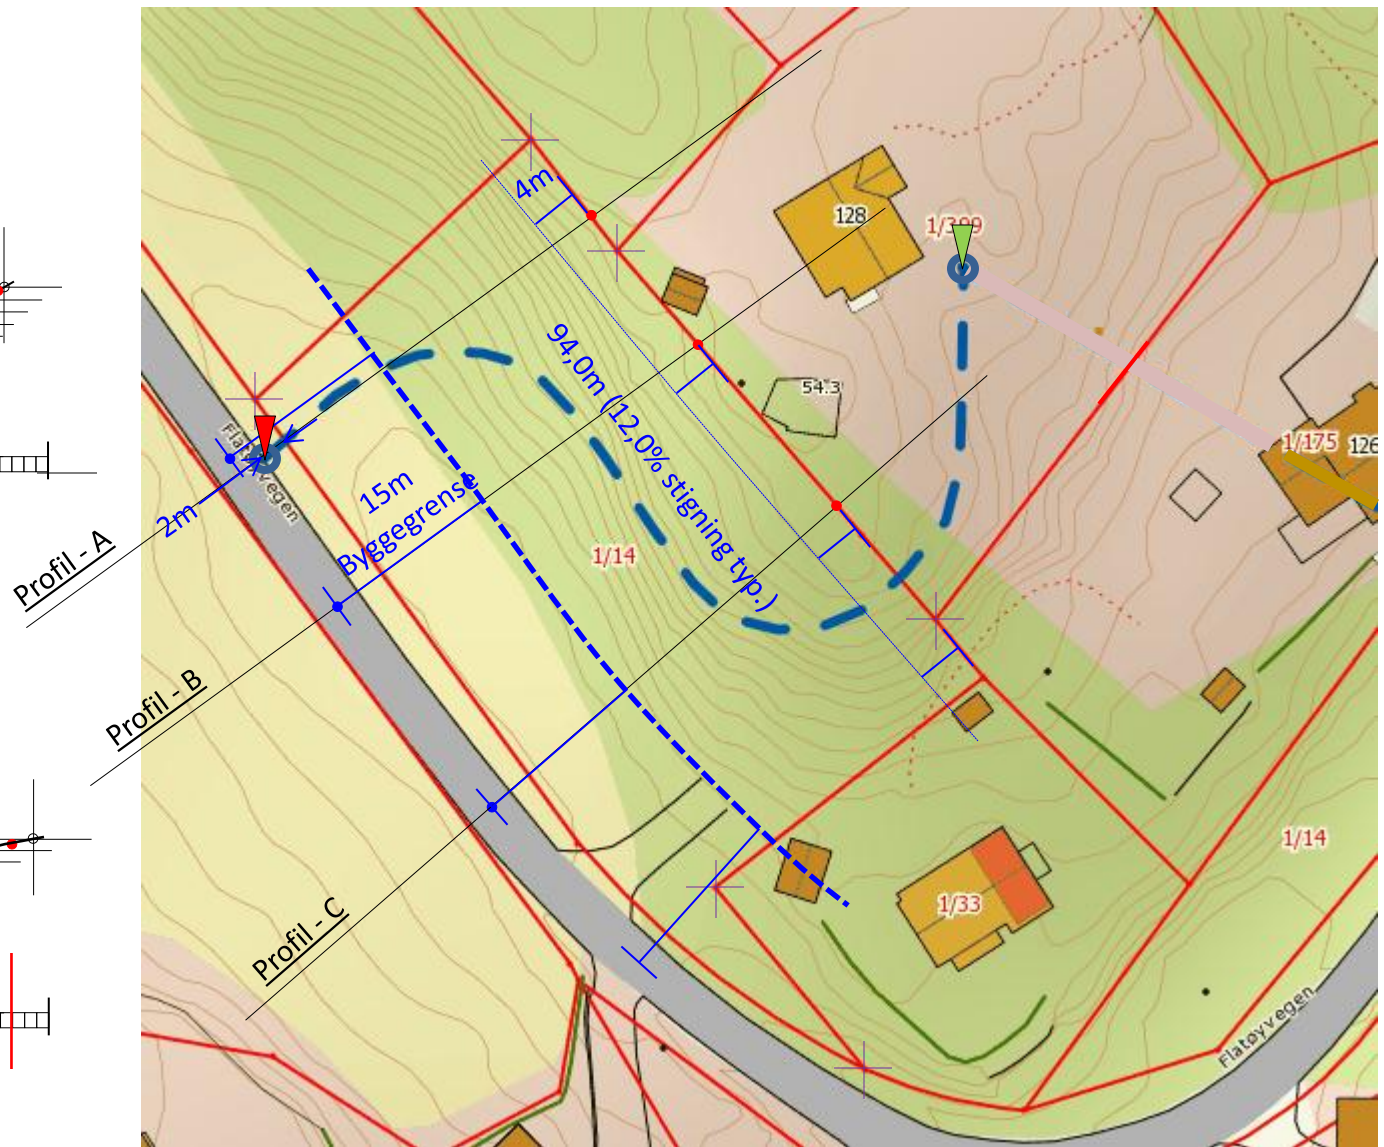 4m
128
1/399
94,0m (12,0% stigning typ.)
54.3
1/175
126
Flatøyvegen
15m
Byggegrense
2m
Profil - A
1/14
Profil - B
Profil - C
1/14
1/33
Flatøyvegen